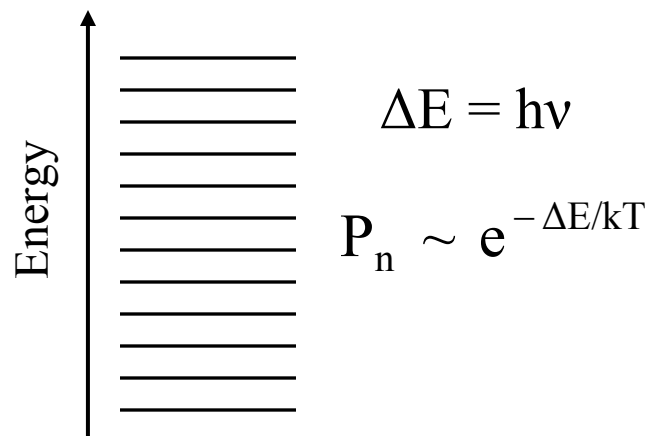 Energy
ΔE = hν
Pₙ ~ e^{– ΔE/kT}